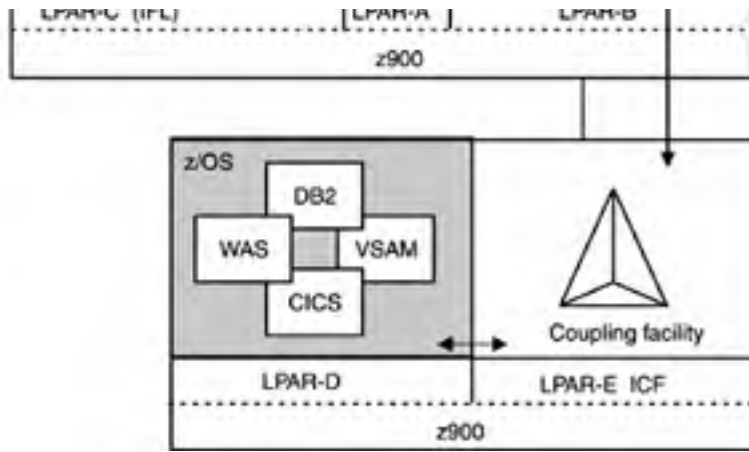 LPAR-C (IFL) LPAR-A LPAR-B
z900
z/OS
DB2
WAS VSAM
CICS
Coupling facility
LPAR-D LPAR-E ICF
z900